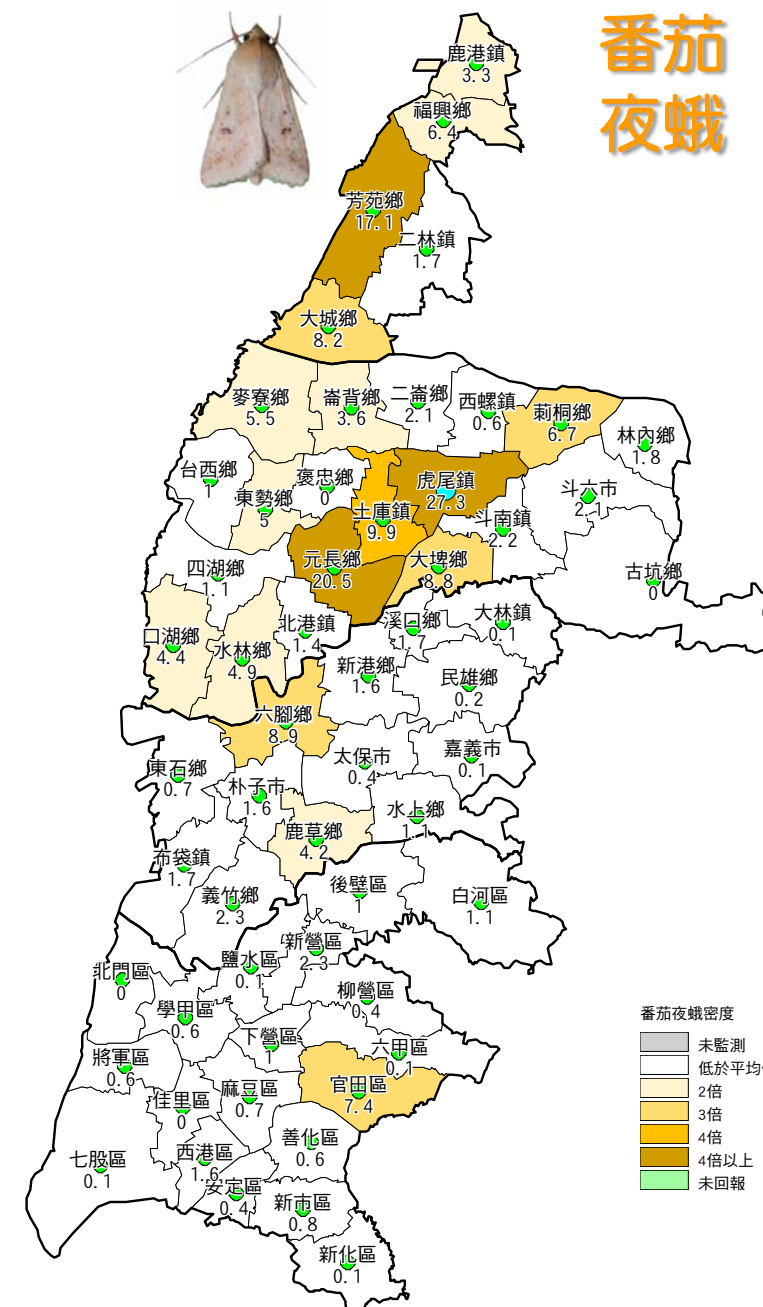 番茄
夜蛾
鹿港鎮
3.3
福興鄉
6.4
芳苑鄉
17.1
二林鎮
1.7
大城鄉
8.2
麥寮鄉
5.5
崙背鄉
3.6
二崙鄉
2.1
西螺鎮
0.6
莿桐鄉
6.7
林內鄉
1.8
台西鄉
1
東勢鄉
5
褒忠鄉
0
土庫鎮
9.9
虎尾鎮
27.3
斗南鎮
2.2
斗六市
2.1
四湖鄉
1.1
元長鄉
20.5
大埤鄉
8.8
古坑鄉
0
口湖鄉
4.4
水林鄉
4.9
北港鎮
1.4
溪口鄉
1.7
大林鎮
0.1
新港鄉
1.6
民雄鄉
0.2
六腳鄉
8.9
東石鄉
0.7
朴子市
1.6
太保市
0.4
嘉義市
0.1
鹿草鄉
4.2
水上鄉
布袋鎮
1.7
義竹鄉
2.3
後壁區
1
白河區
1.1
北門區
0
鹽水區
0.1
新營區
2.3
學甲區
0.6
柳營區
0.4
下營區
1
六甲區
0.1
將軍區
0.6
佳里區
0
麻豆區
0.7
官田區
7.4
七股區
0.1
西港區
1.6
善化區
0.6
安定區
0.4
新市區
0.8
新化區
0.1
番茄夜蛾密度
未監測
低於平均
2倍
3倍
4倍
4倍以上
未回報